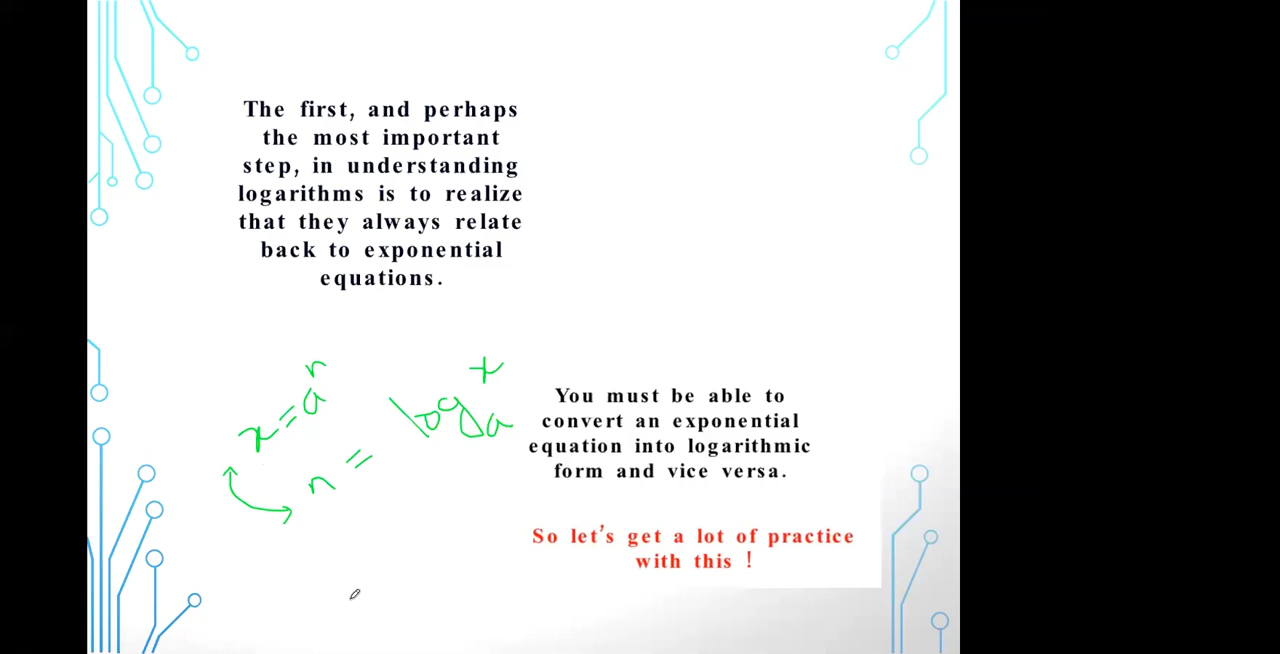 The first, and perhaps
the most important
step, in understanding
logarithms is to realize
that they always relate
back to exponential
equations.
x = a^n
n = log_a^x
You must be able to
convert an exponential
equation into logarithmic
form and vice versa.
So let's get a lot of practice
with this !